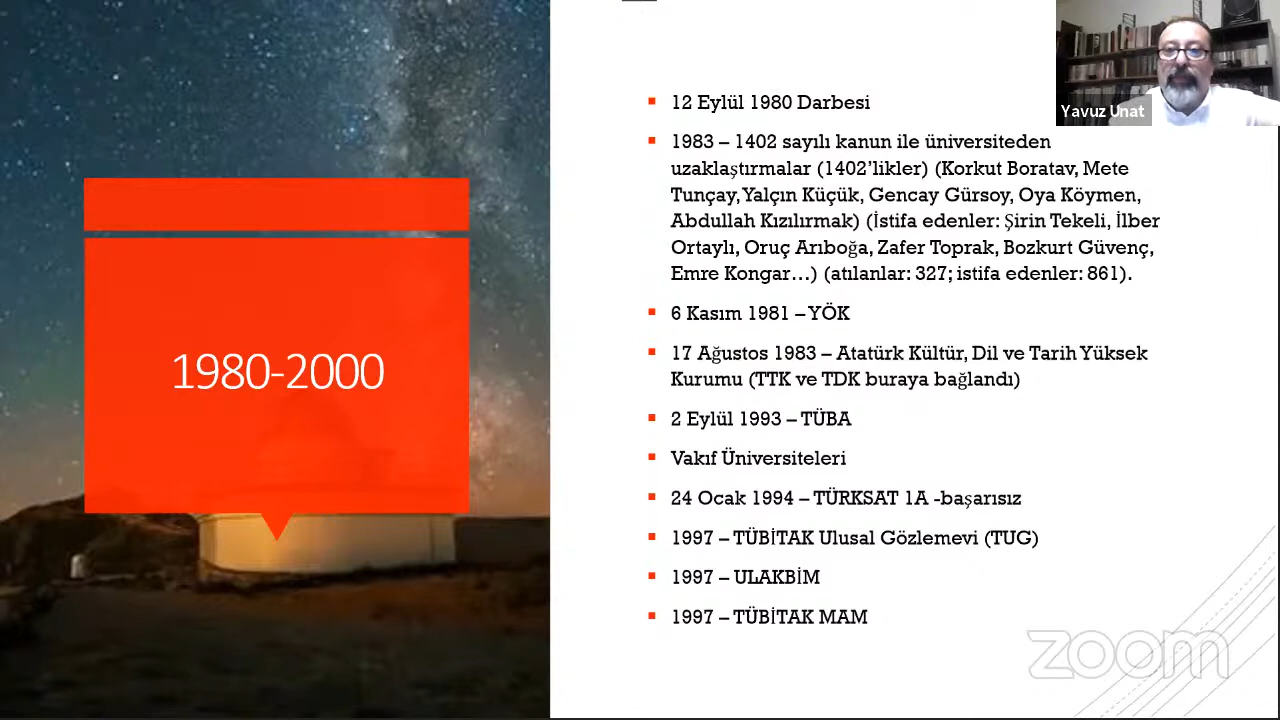 1980-2000
12 Eylül 1980 Darbesi
1983 – 1402 sayılı kanun ile üniversiteden
uzaklaştırmalar (1402'likler) (Korkut Boratav, Mete
Tunçay, Yalçın Küçük, Gencay Gürsoy, Oya Köymen,
Abdullah Kızılırmak) (İstifa edenler: Şirin Tekeli, İlber
Ortaylı, Oruç Arıboğa, Zafer Toprak, Bozkurt Güvenç,
Emre Kongar…) (atılanlar: 327; istifa edenler: 861).
6 Kasım 1981 – YÖK
17 Ağustos 1983 – Atatürk Kültür, Dil ve Tarih Yüksek
Kurumu (TTK ve TDK buraya bağlandı)
2 Eylül 1993 – TÜBA
Vakıf Üniversiteleri
24 Ocak 1994 – TÜRKSAT 1A -başarısız
1997 – TÜBİTAK Ulusal Gözlemevi (TUG)
1997 – ULAKBİM
1997 – TÜBİTAK MAM
Yavuz Unat
zoom